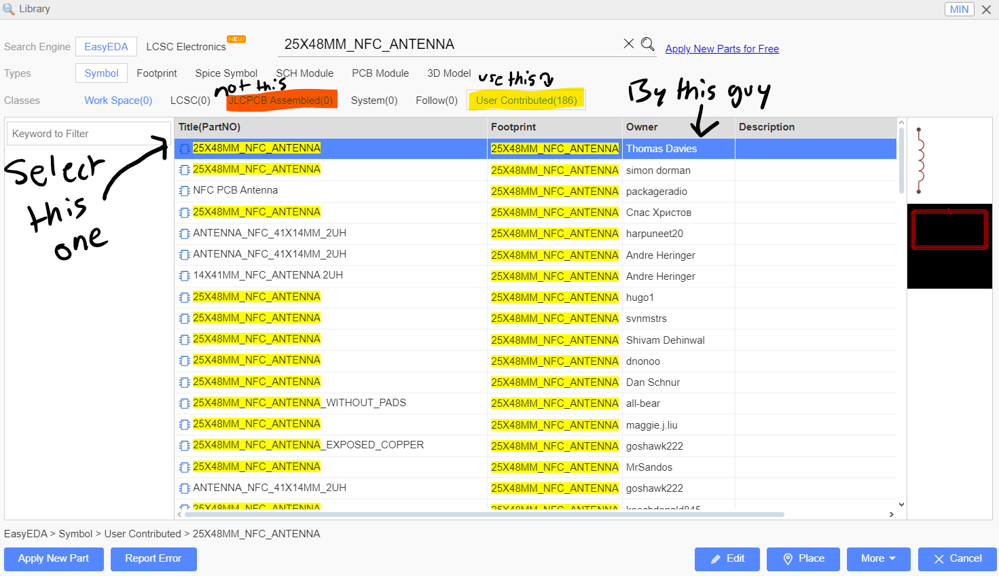 Library MIN
Search Engine EasyEDA LCSC Electronics NEW 25X48MM_NFC_ANTENNA Apply New Parts for Free
Types Symbol Footprint Spice Symbol SCH Module PCB Module 3D Model
not this use this By this guy
Classes Work Space(0) LCSC(0) JLCPCB Assembled(0) System(0) Follow(0) User Contributed(186)
Keyword to Filter
Select
this
one
Title(PartNO) Footprint Owner Description
25X48MM_NFC_ANTENNA 25X48MM_NFC_ANTENNA Thomas Davies
25X48MM_NFC_ANTENNA 25X48MM_NFC_ANTENNA simon dorman
NFC PCB Antenna 25X48MM_NFC_ANTENNA packageradio
25X48MM_NFC_ANTENNA 25X48MM_NFC_ANTENNA Спас Христов
ANTENNA_NFC_41X14MM_2UH 25X48MM_NFC_ANTENNA harpuneet20
ANTENNA_NFC_41X14MM_2UH 25X48MM_NFC_ANTENNA Andre Heringer
14X41MM_NFC_ANTENNA 2UH 25X48MM_NFC_ANTENNA Andre Heringer
25X48MM_NFC_ANTENNA 25X48MM_NFC_ANTENNA hugo1
25X48MM_NFC_ANTENNA 25X48MM_NFC_ANTENNA svnmstrs
25X48MM_NFC_ANTENNA 25X48MM_NFC_ANTENNA Shivam Dehinwal
25X48MM_NFC_ANTENNA 25X48MM_NFC_ANTENNA dnonoo
25X48MM_NFC_ANTENNA 25X48MM_NFC_ANTENNA Dan Schnur
25X48MM_NFC_ANTENNA_WITHOUT_PADS 25X48MM_NFC_ANTENNA all-bear
25X48MM_NFC_ANTENNA 25X48MM_NFC_ANTENNA maggie.j.liu
25X48MM_NFC_ANTENNA_EXPOSED_COPPER 25X48MM_NFC_ANTENNA goshawk222
25X48MM_NFC_ANTENNA 25X48MM_NFC_ANTENNA MrSandos
ANTENNA_NFC_41X14MM_2UH 25X48MM_NFC_ANTENNA goshawk222
25X48MM_NFC_ANTENNA 25X48MM_NFC_ANTENNA
EasyEDA > Symbol > User Contributed > 25X48MM_NFC_ANTENNA
Apply New Part Report Error Edit Place More Cancel